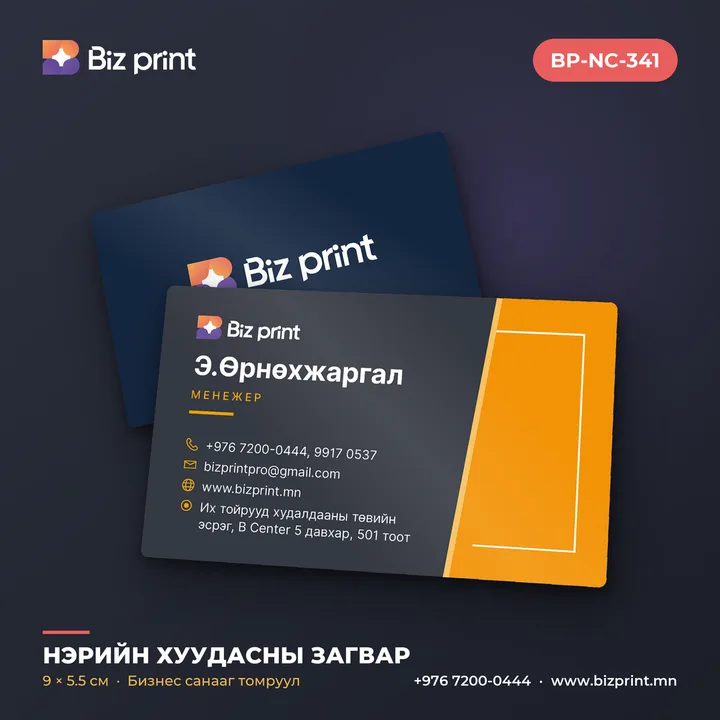 Biz print
BP-NC-341
Biz print
Biz print
Э.Өрнөхжаргал
МЕНЕЖЕР
+976 7200-0444, 9917 0537
bizprintpro@gmail.com
www.bizprint.mn
Их тойрууд худалдааны төвийн
эсрэг, B Center 5 давхар, 501 тоот
НЭРИЙН ХУУДАСНЫ ЗАГВАР
9 × 5.5 см · Бизнес санааг томруул
+976 7200-0444 · www.bizprint.mn